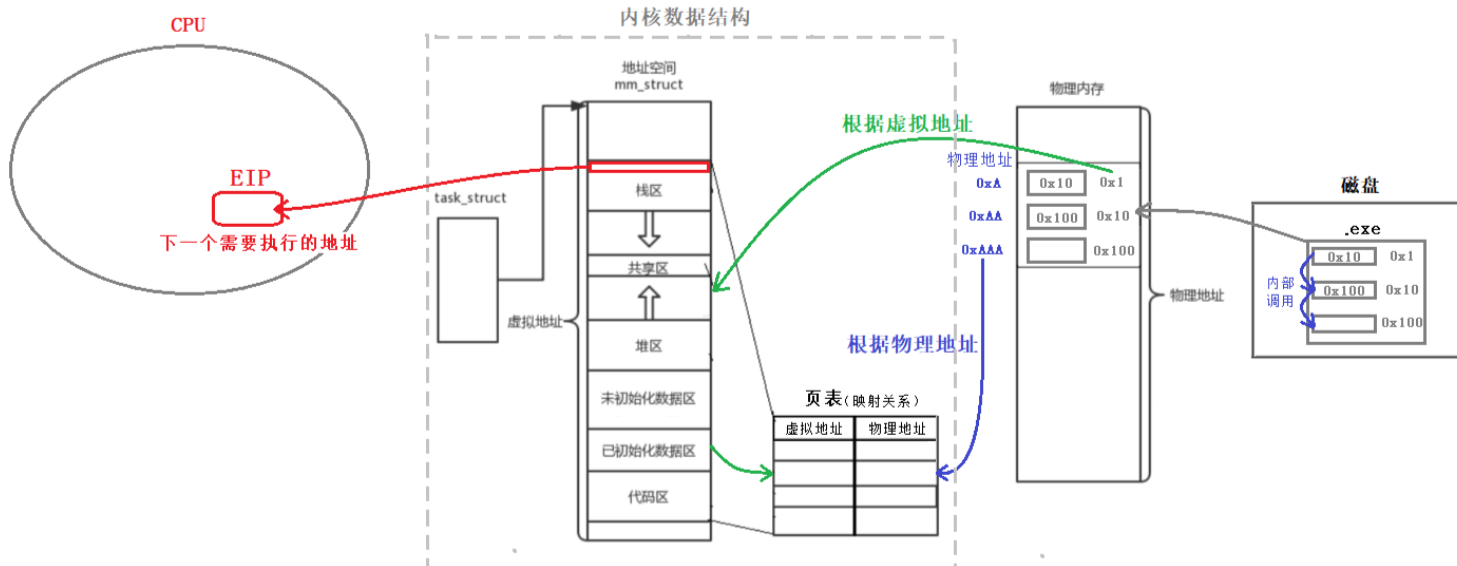 CPU
EIP
下一个需要执行的地址
内核数据结构
地址空间
mm_struct
task_struct
虚拟地址
栈区
共享区
堆区
未初始化数据区
已初始化数据区
代码区
根据虚拟地址
根据物理地址
页表(映射关系)
虚拟地址 物理地址
物理内存
物理地址
0xA 0x10 0x1
0xAA 0x100 0x10
0xAAA 0x100
物理地址
磁盘
.exe
0x10 0x1
内部
调用
0x100 0x10
0x100